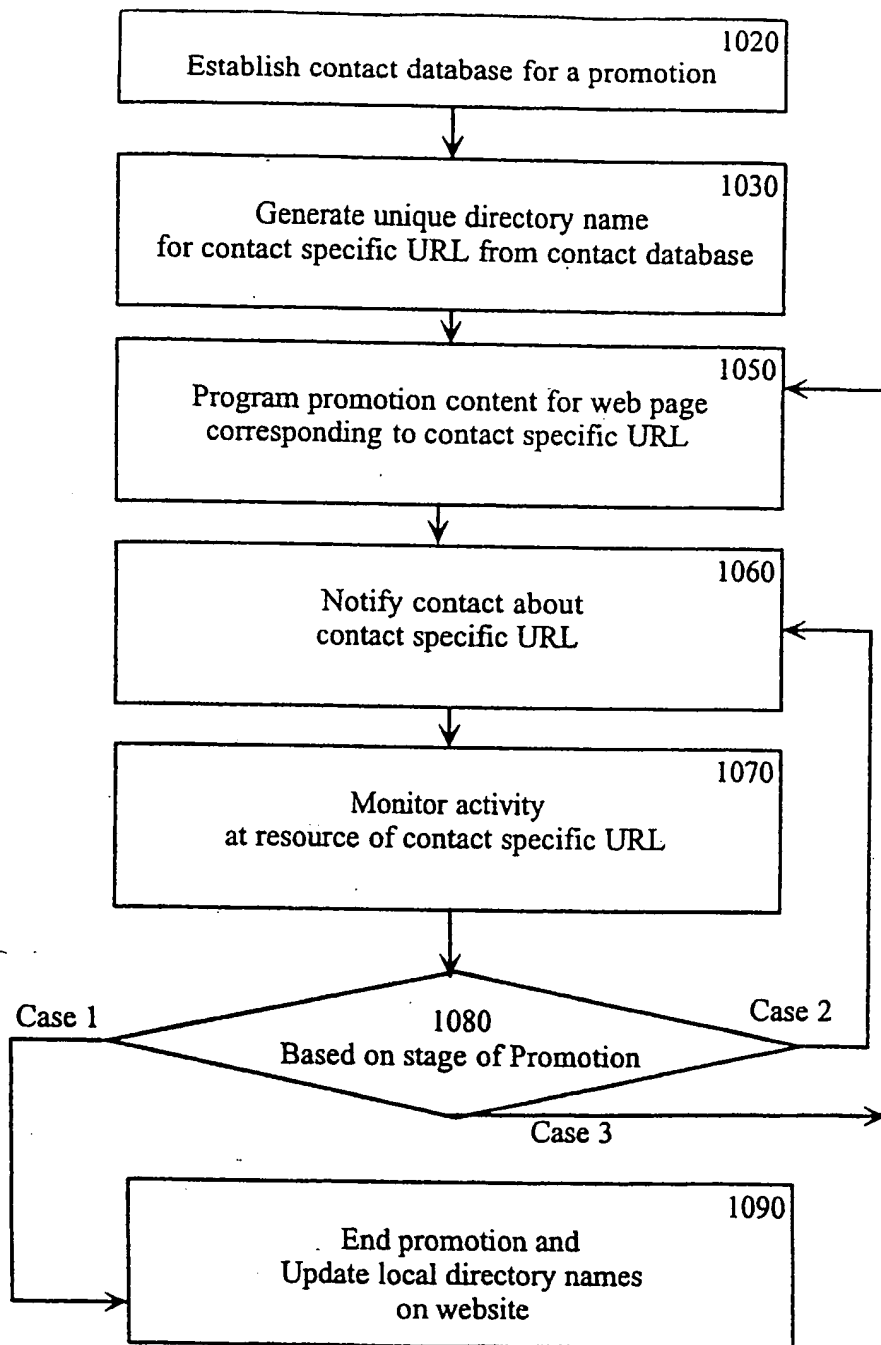 1020
Establish contact database for a promotion
1030
Generate unique directory name
for contact specific URL from contact database
1050
Program promotion content for web page
corresponding to contact specific URL
1060
Notify contact about
contact specific URL
1070
Monitor activity
at resource of contact specific URL
Case 1
1080
Case 2
Based on stage of Promotion
Case 3
1090
End promotion and
Update local directory names
on website